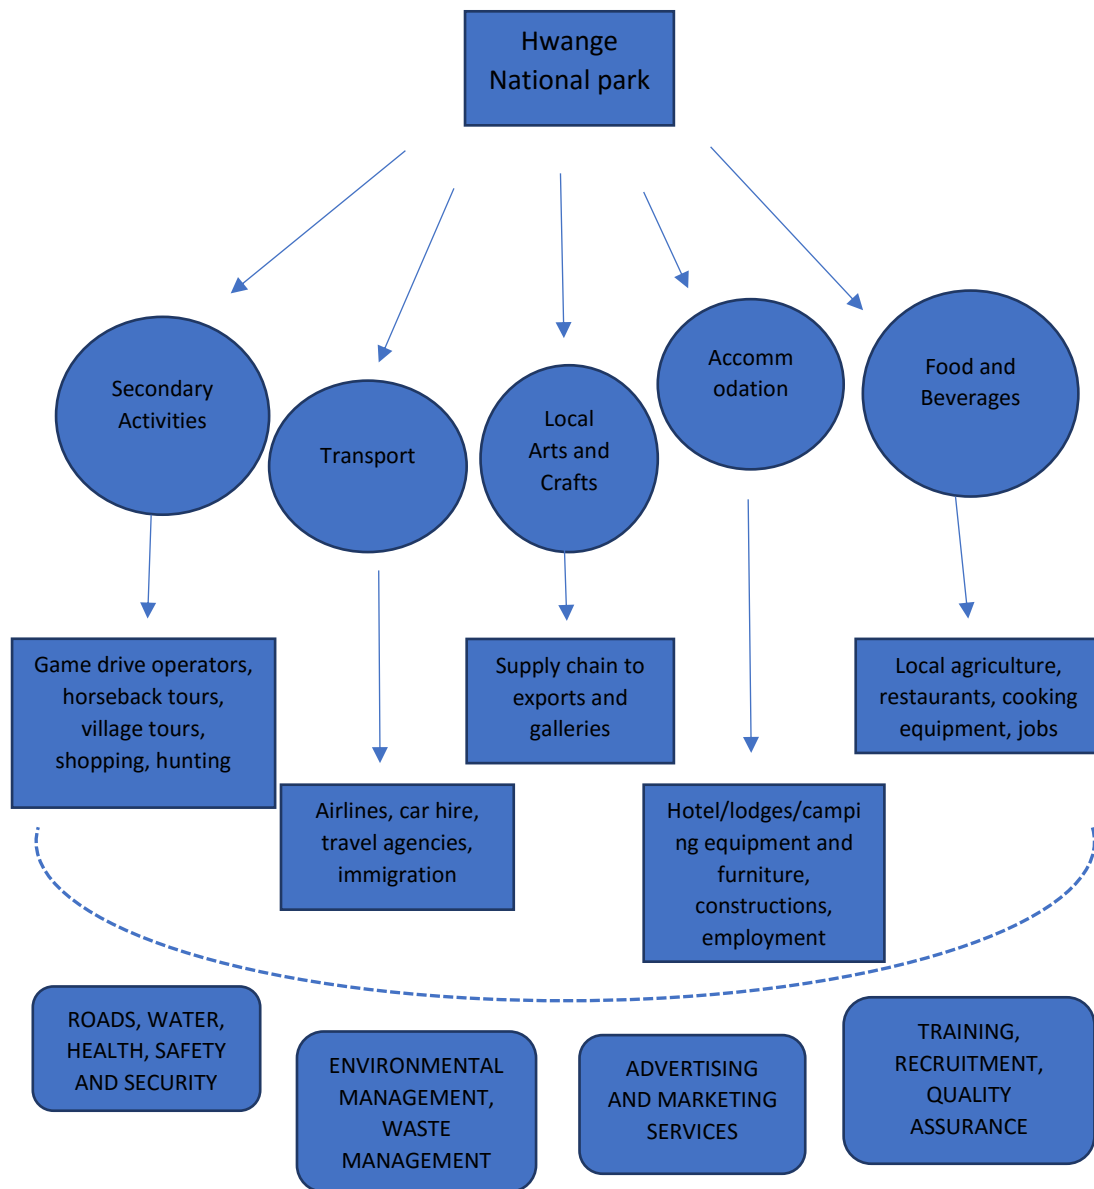 Hwange
National park
Secondary
Activities
Transport
Local
Arts and
Crafts
Accomm
odation
Food and
Beverages
Game drive operators,
horseback tours,
village tours,
shopping, hunting
Airlines, car hire,
travel agencies,
immigration
Supply chain to
exports and
galleries
Hotel/lodges/campi
ng equipment and
furniture,
constructions,
employment
Local agriculture,
restaurants, cooking
equipment, jobs
ROADS, WATER,
HEALTH, SAFETY
AND SECURITY
ENVIRONMENTAL
MANAGEMENT,
WASTE
MANAGEMENT
ADVERTISING
AND MARKETING
SERVICES
TRAINING,
RECRUITMENT,
QUALITY
ASSURANCE